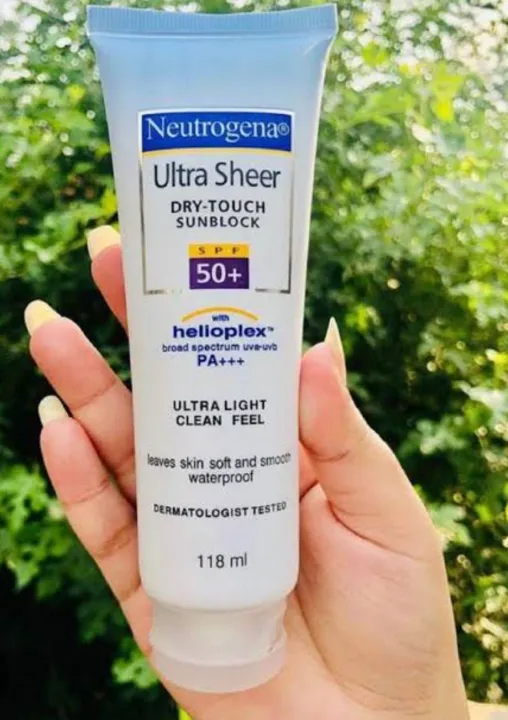 Neutrogena®
Ultra Sheer
DRY-TOUCH
SUNBLOCK
SPF
50+
with
helioplex™
broad spectrum uva-uvb
PA+++
ULTRA LIGHT
CLEAN FEEL
leaves skin soft and smooth
waterproof
DERMATOLOGIST TESTED
118 ml